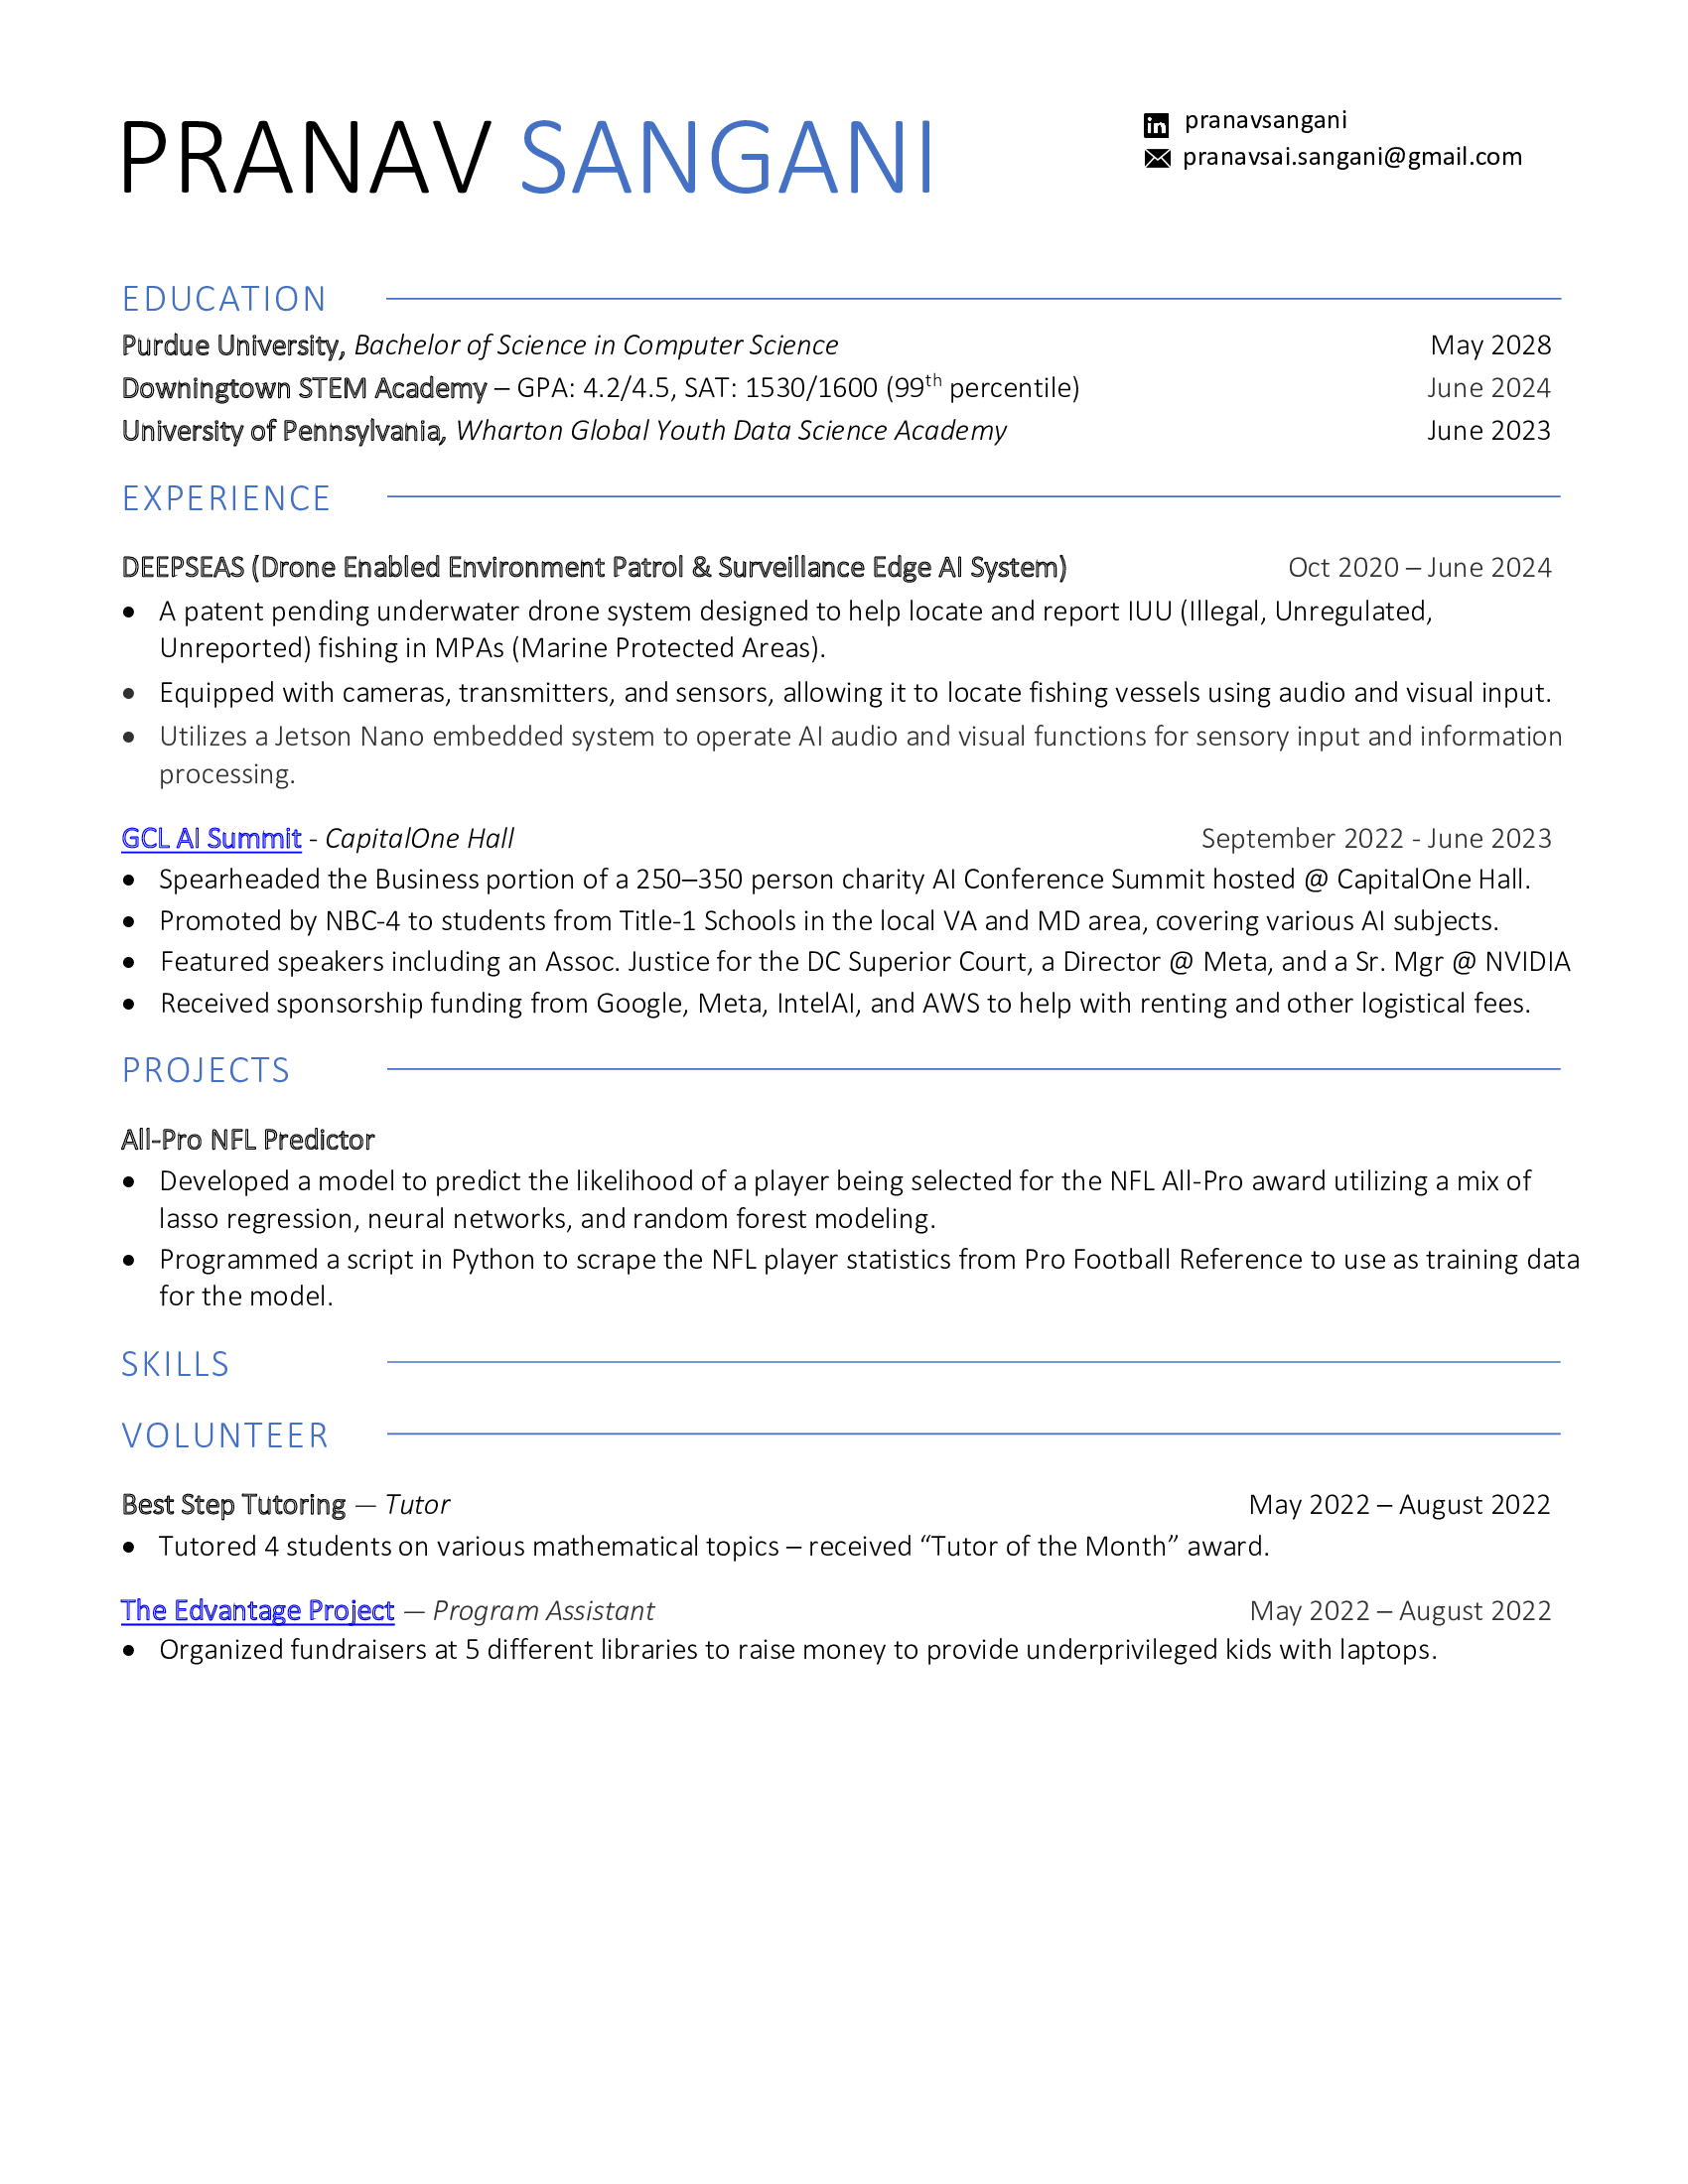 PRANAV SANGANI
pranavsangani
pranavsai.sangani@gmail.com
EDUCATION
Purdue University, Bachelor of Science in Computer Science May 2028
Downingtown STEM Academy – GPA: 4.2/4.5, SAT: 1530/1600 (99th percentile) June 2024
University of Pennsylvania, Wharton Global Youth Data Science Academy June 2023
EXPERIENCE
DEEPSEAS (Drone Enabled Environment Patrol & Surveillance Edge AI System) Oct 2020 – June 2024
• A patent pending underwater drone system designed to help locate and report IUU (Illegal, Unregulated,
Unreported) fishing in MPAs (Marine Protected Areas).
• Equipped with cameras, transmitters, and sensors, allowing it to locate fishing vessels using audio and visual input.
• Utilizes a Jetson Nano embedded system to operate AI audio and visual functions for sensory input and information
processing.
GCL AI Summit - CapitalOne Hall September 2022 - June 2023
• Spearheaded the Business portion of a 250–350 person charity AI Conference Summit hosted @ CapitalOne Hall.
• Promoted by NBC-4 to students from Title-1 Schools in the local VA and MD area, covering various AI subjects.
• Featured speakers including an Assoc. Justice for the DC Superior Court, a Director @ Meta, and a Sr. Mgr @ NVIDIA
• Received sponsorship funding from Google, Meta, IntelAI, and AWS to help with renting and other logistical fees.
PROJECTS
All-Pro NFL Predictor
• Developed a model to predict the likelihood of a player being selected for the NFL All-Pro award utilizing a mix of
lasso regression, neural networks, and random forest modeling.
• Programmed a script in Python to scrape the NFL player statistics from Pro Football Reference to use as training data
for the model.
SKILLS
VOLUNTEER
Best Step Tutoring — Tutor May 2022 – August 2022
• Tutored 4 students on various mathematical topics – received “Tutor of the Month” award.
The Edvantage Project — Program Assistant May 2022 – August 2022
• Organized fundraisers at 5 different libraries to raise money to provide underprivileged kids with laptops.